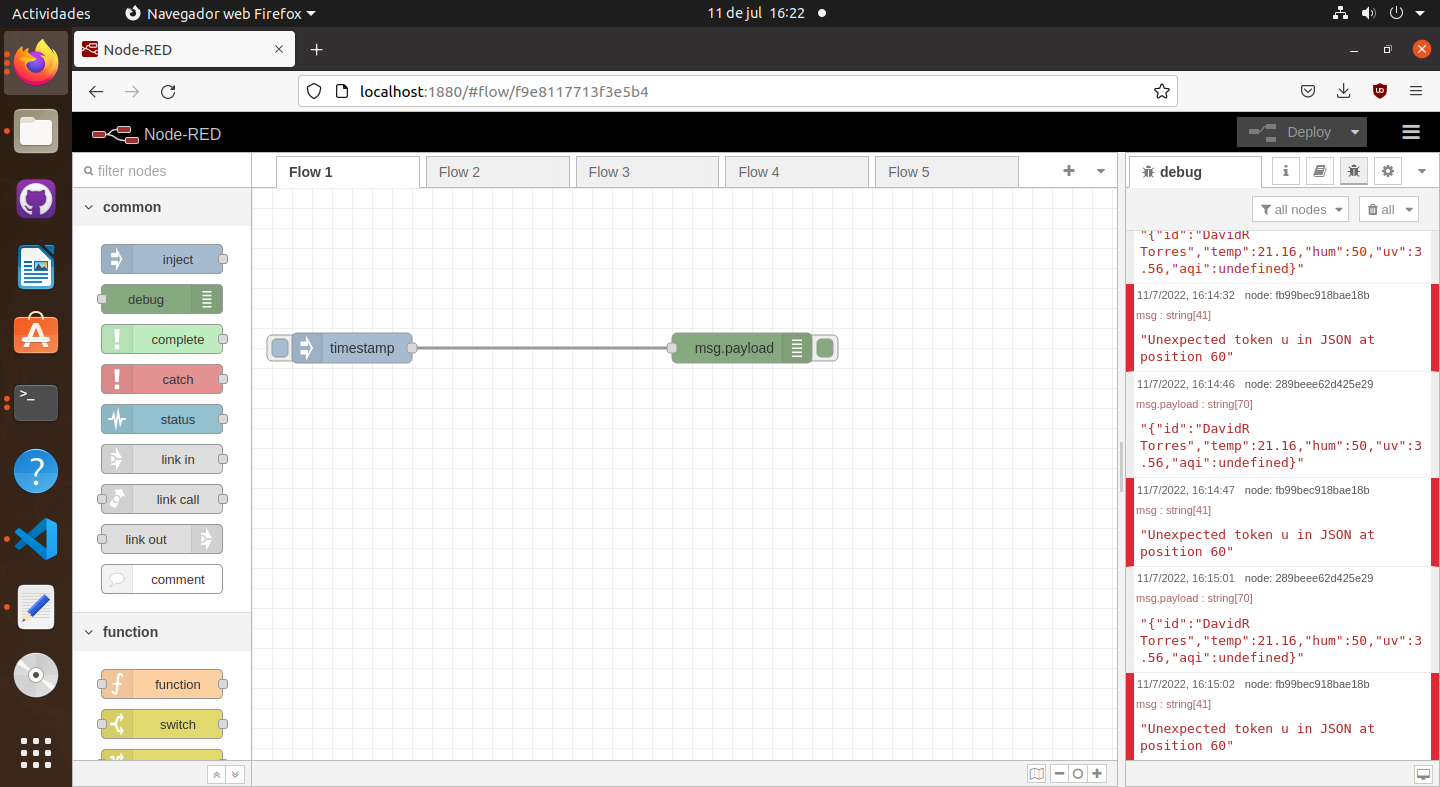 Actividades
Navegador web Firefox
11 de jul 16:22
Node-RED
localhost:1880/#flow/f9e8117713f3e5b4
Node-RED
Deploy
filter nodes
common
inject
debug
complete
catch
status
link in
link call
link out
comment
function
function
switch
Flow 1
Flow 2
Flow 3
Flow 4
Flow 5
timestamp
msg.payload
debug
all nodes
all
"{"id":"DavidR
Torres","temp":21.16,"hum":50,"uv":3
.56,"aqi":undefined}"
11/7/2022, 16:14:32 node: fb99bec918bae18b
msg : string[41]
"Unexpected token u in JSON at
position 60"
11/7/2022, 16:14:46 node: 289beee62d425e29
msg.payload : string[70]
"{"id":"DavidR
Torres","temp":21.16,"hum":50,"uv":3
.56,"aqi":undefined}"
11/7/2022, 16:14:47 node: fb99bec918bae18b
msg : string[41]
"Unexpected token u in JSON at
position 60"
11/7/2022, 16:15:01 node: 289beee62d425e29
msg.payload : string[70]
"{"id":"DavidR
Torres","temp":21.16,"hum":50,"uv":3
.56,"aqi":undefined}"
11/7/2022, 16:15:02 node: fb99bec918bae18b
msg : string[41]
"Unexpected token u in JSON at
position 60"